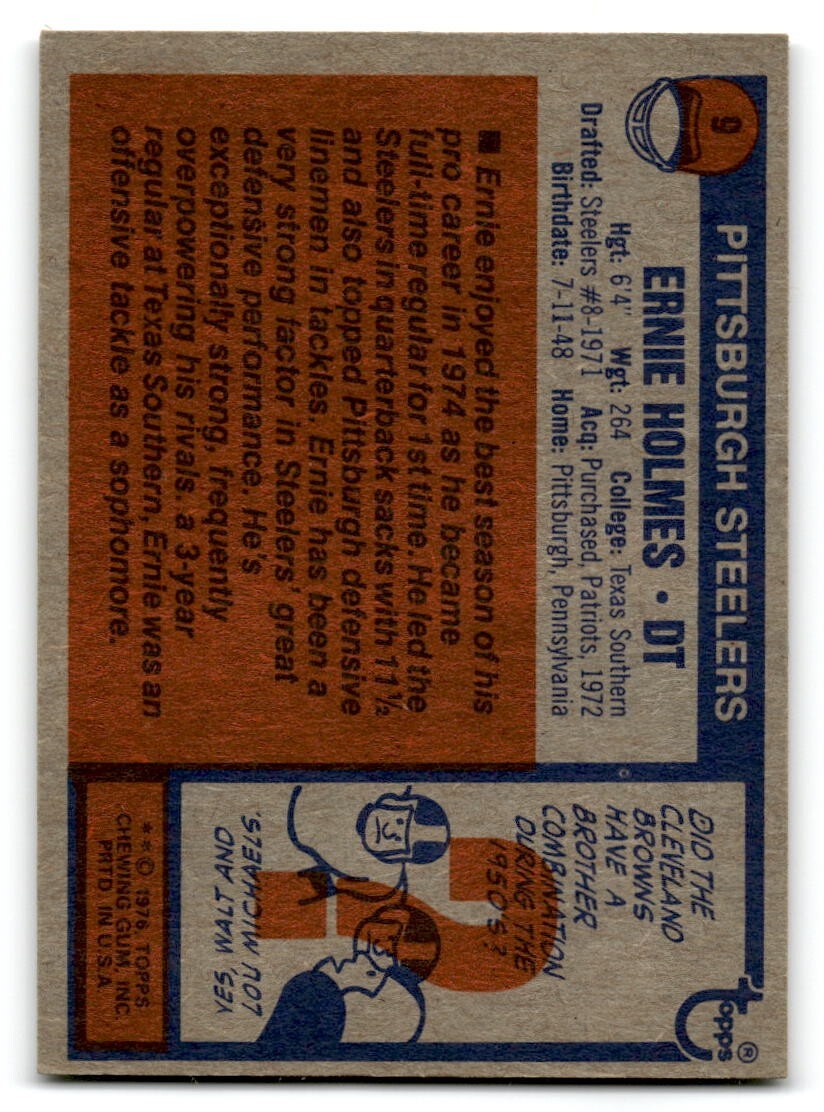 9
PITTSBURGH STEELERS
ERNIE HOLMES • DT
Hgt: 6'4" Wgt: 264 College: Texas Southern
Drafted: Steelers #8-1971 Acq: Purchased, Patriots, 1972
Birthdate: 7-11-48 Home: Pittsburgh, Pennsylvania
■ Ernie enjoyed the best season of his
pro career in 1974 as he became
full-time regular for 1st time. He led the
Steelers in quarterback sacks with 11½
and also topped Pittsburgh defensive
linemen in tackles. Ernie has been a
very strong factor in Steelers' great
defensive performance. He's
exceptionally strong, frequently
overpowering his rivals. a 3-year
regular at Texas Southern, Ernie was an
offensive tackle as a sophomore.
topps®
DID THE
CLEVELAND
BROWNS
HAVE A
BROTHER
COMBINATION
DURING THE
1950'S?
?
YES, WALT AND
LOU MICHAELS.
**© 1976 TOPPS
CHEWING GUM, INC.
PRTD IN U.S.A.